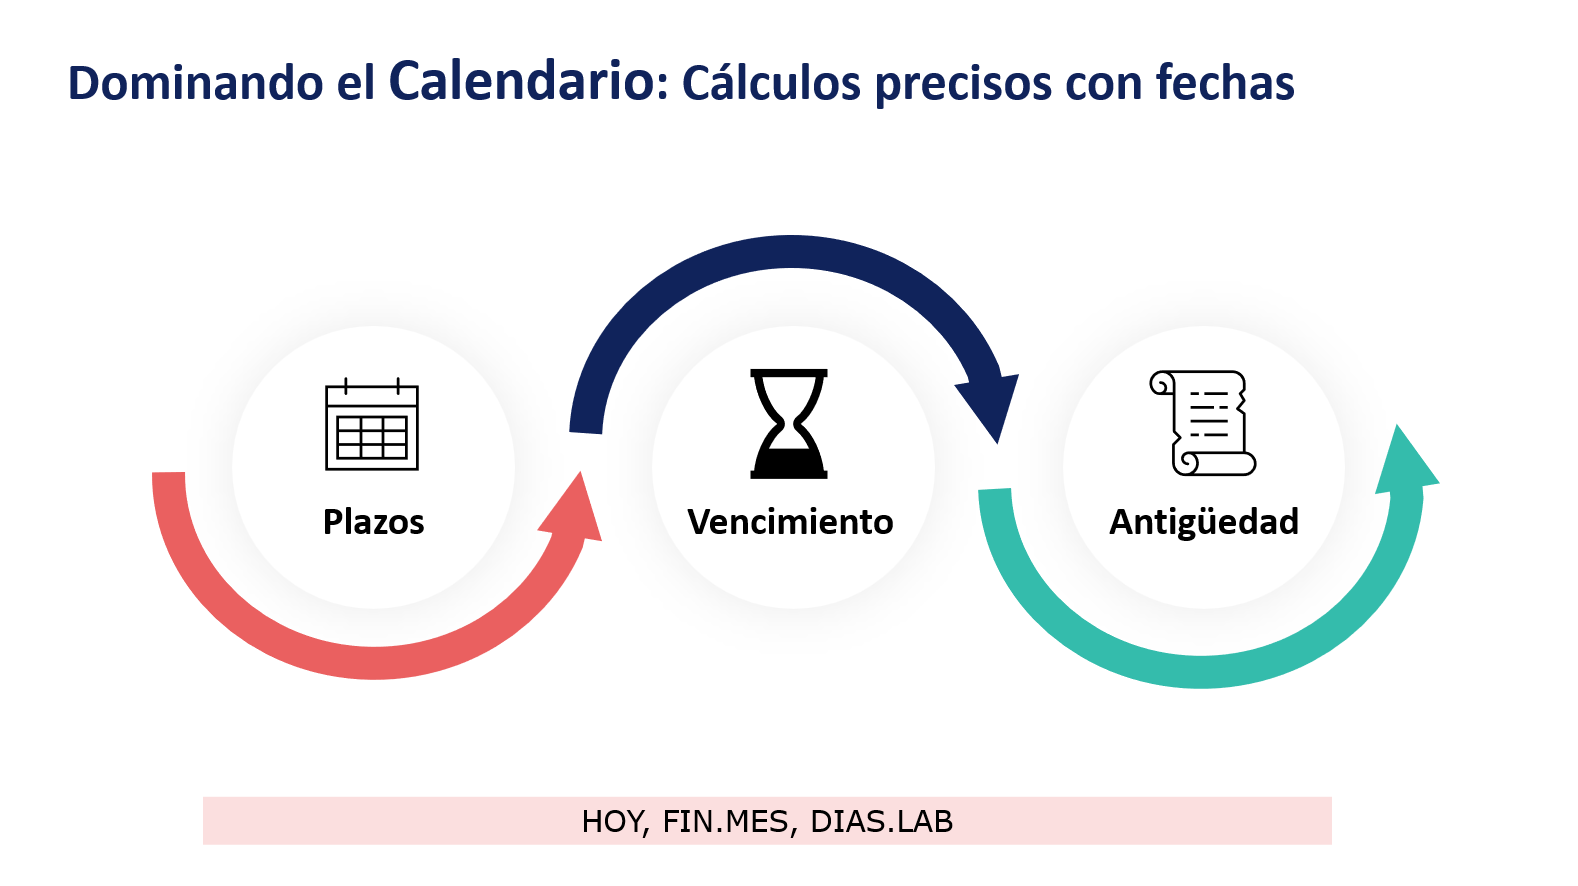 Dominando el Calendario: Cálculos precisos con fechas
Plazos
Vencimiento
Antigüedad
HOY, FIN.MES, DIAS.LAB